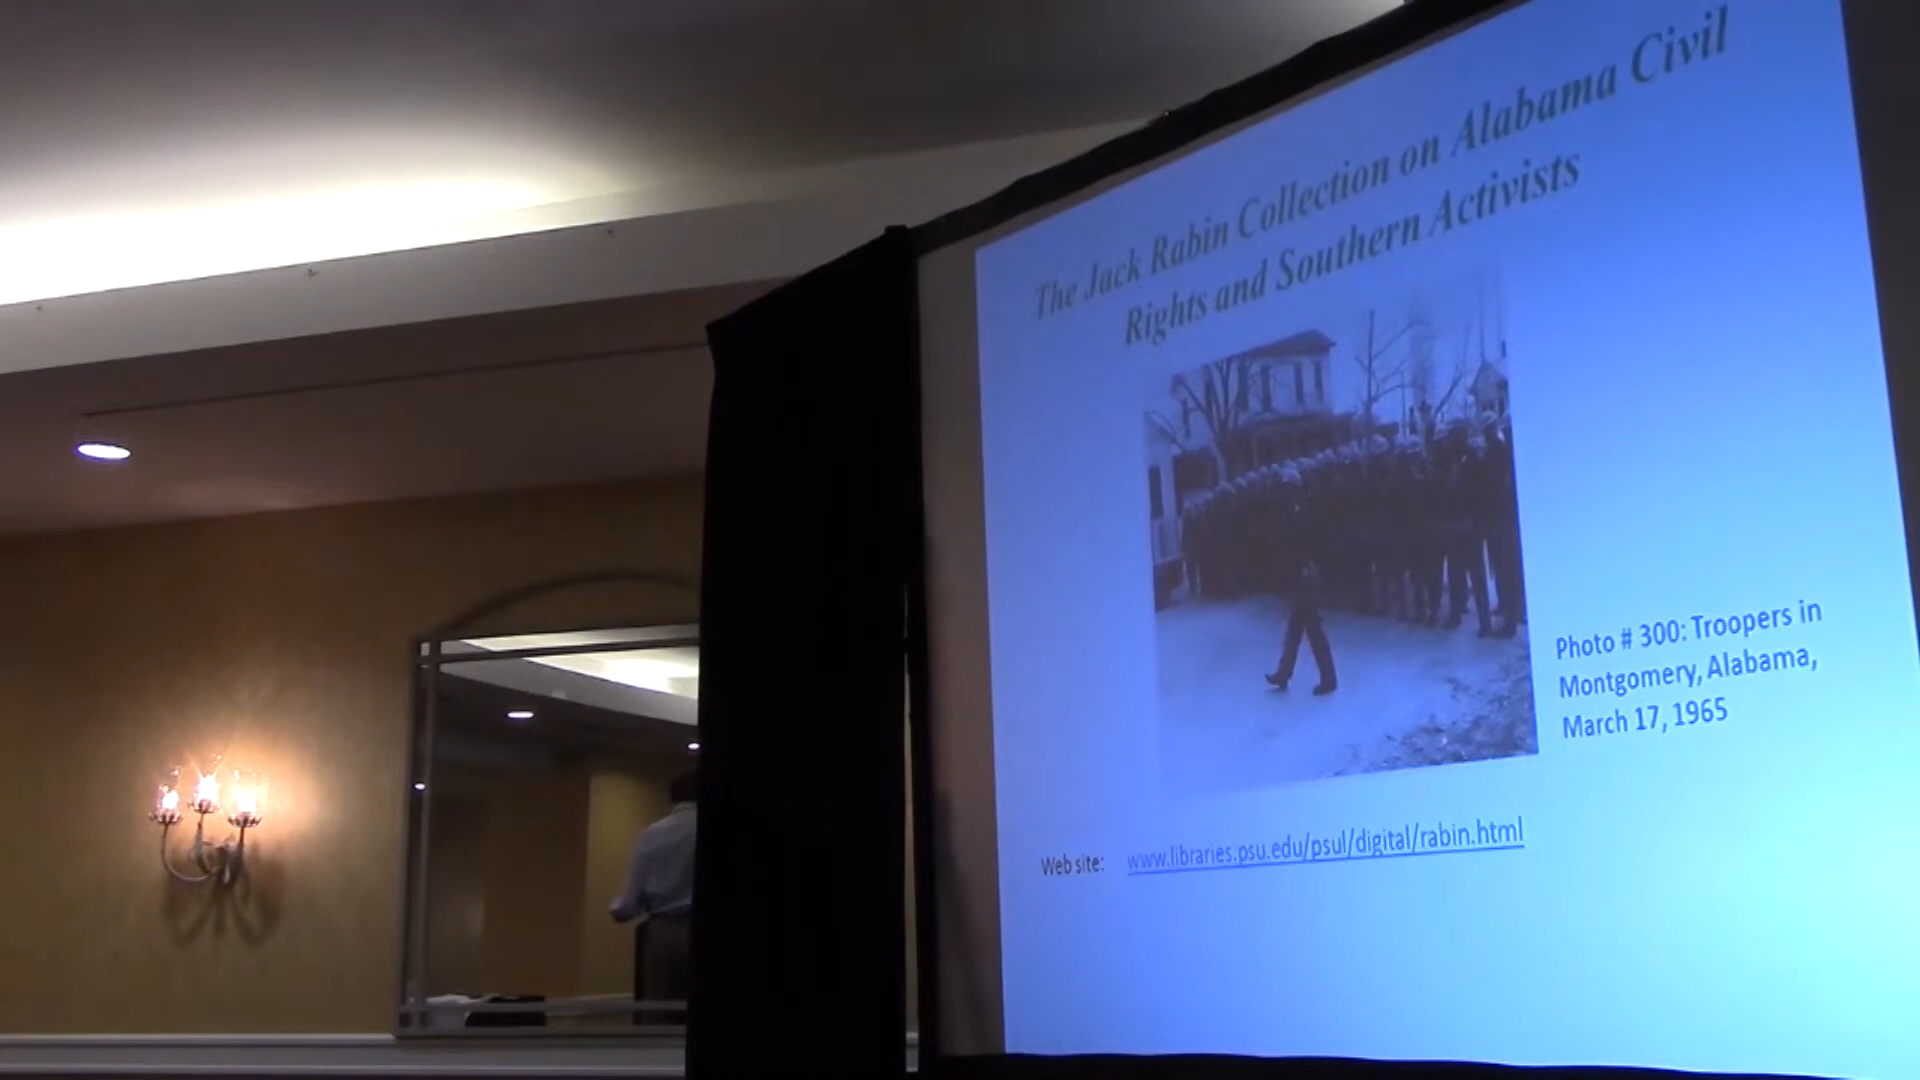 The Jack Rabin Collection on Alabama Civil
Rights and Southern Activists
Photo # 300: Troopers in
Montgomery, Alabama,
March 17, 1965
Web site: www.libraries.psu.edu/psul/digital/rabin.html